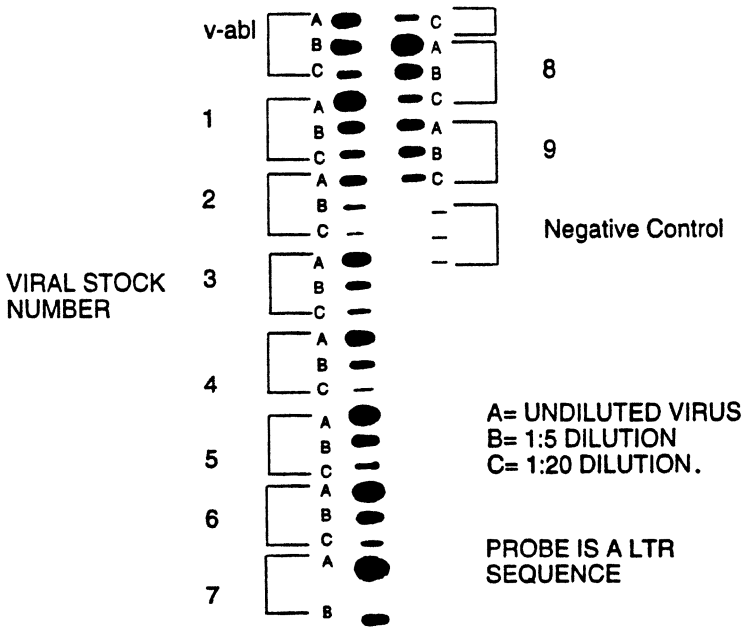 v-abl
A
B
C
1
A
B
C
2
A
B
C
VIRAL STOCK
NUMBER
3
A
B
C
4
A
B
C
5
A
B
C
6
A
B
C
7
A
B
C
8
A
B
C
9
A
B
C
Negative Control
A= UNDILUTED VIRUS
B= 1:5 DILUTION
C= 1:20 DILUTION.
PROBE IS A LTR
SEQUENCE